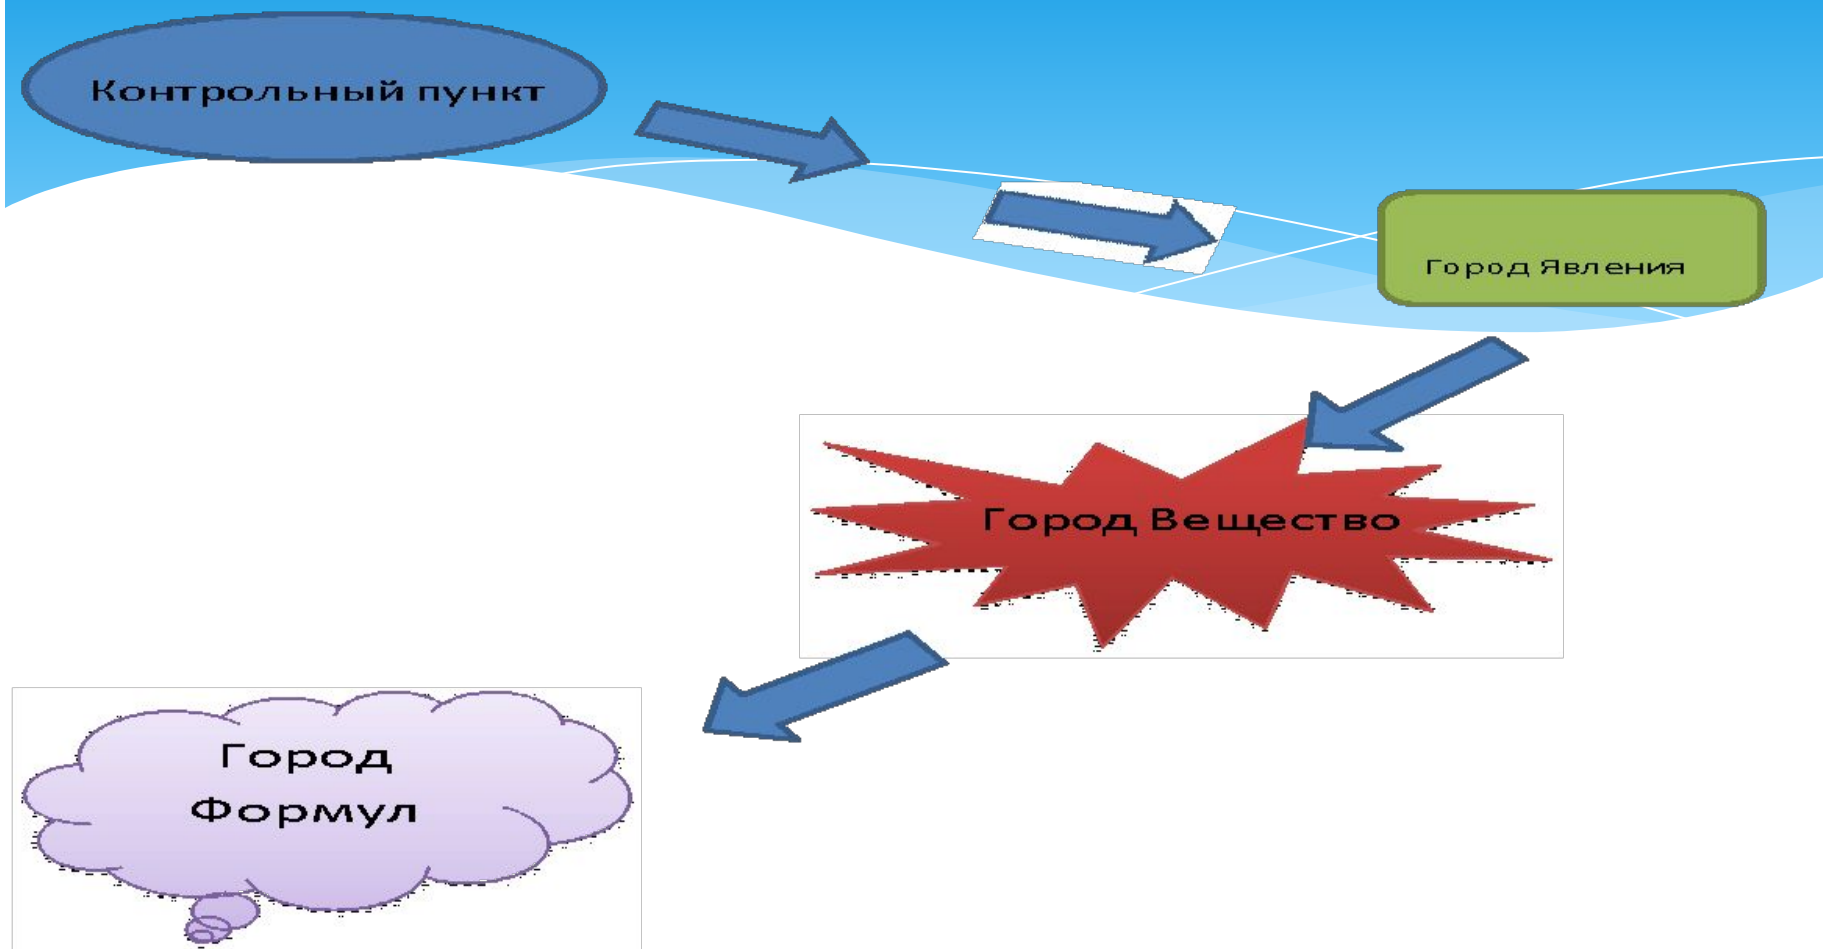 Контрольный пункт
Город Явления
Город Вещество
Город
Формул